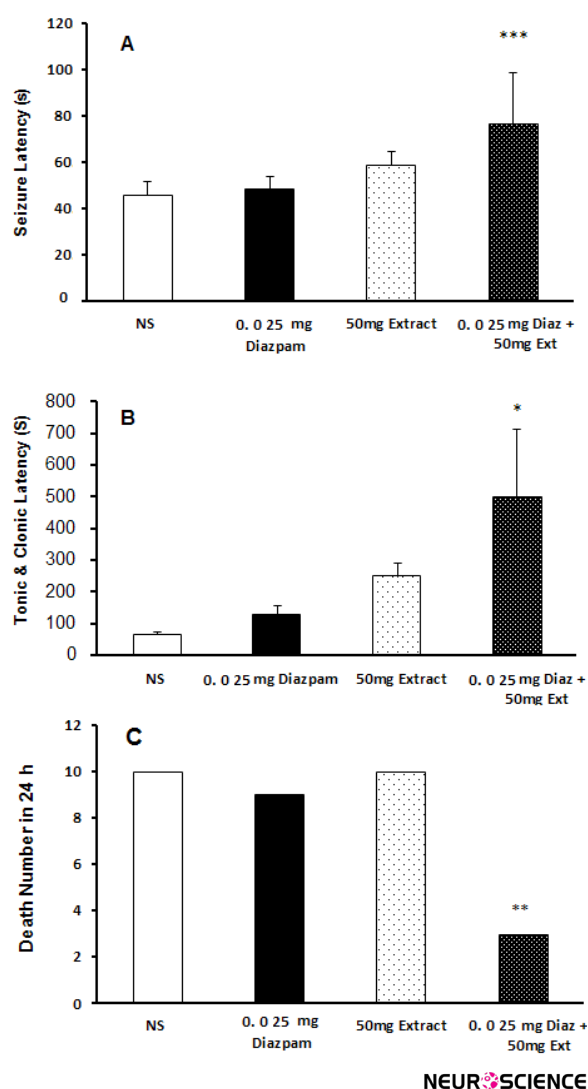 120
A
***
100
80
60
40
20
0
Seizure Latency (s)
NS
0. 0 25 mg
Diazpam
50mg Extract
0. 0 25 mg Diaz +
50mg Ext
800
B
*
700
600
500
400
300
200
100
0
Tonic & Clonic Latency (S)
NS
0. 0 25 mg Diazpam
50mg Extract
0. 0 25 mg Diaz +
50mg Ext
12
C
10
8
6
4
2
0
**
Death Number in 24 h
NS
0. 0 25 mg
Diazpam
50mg Extract
0. 0 25 mg Diaz +
50mg Ext
NEUROSCIENCE